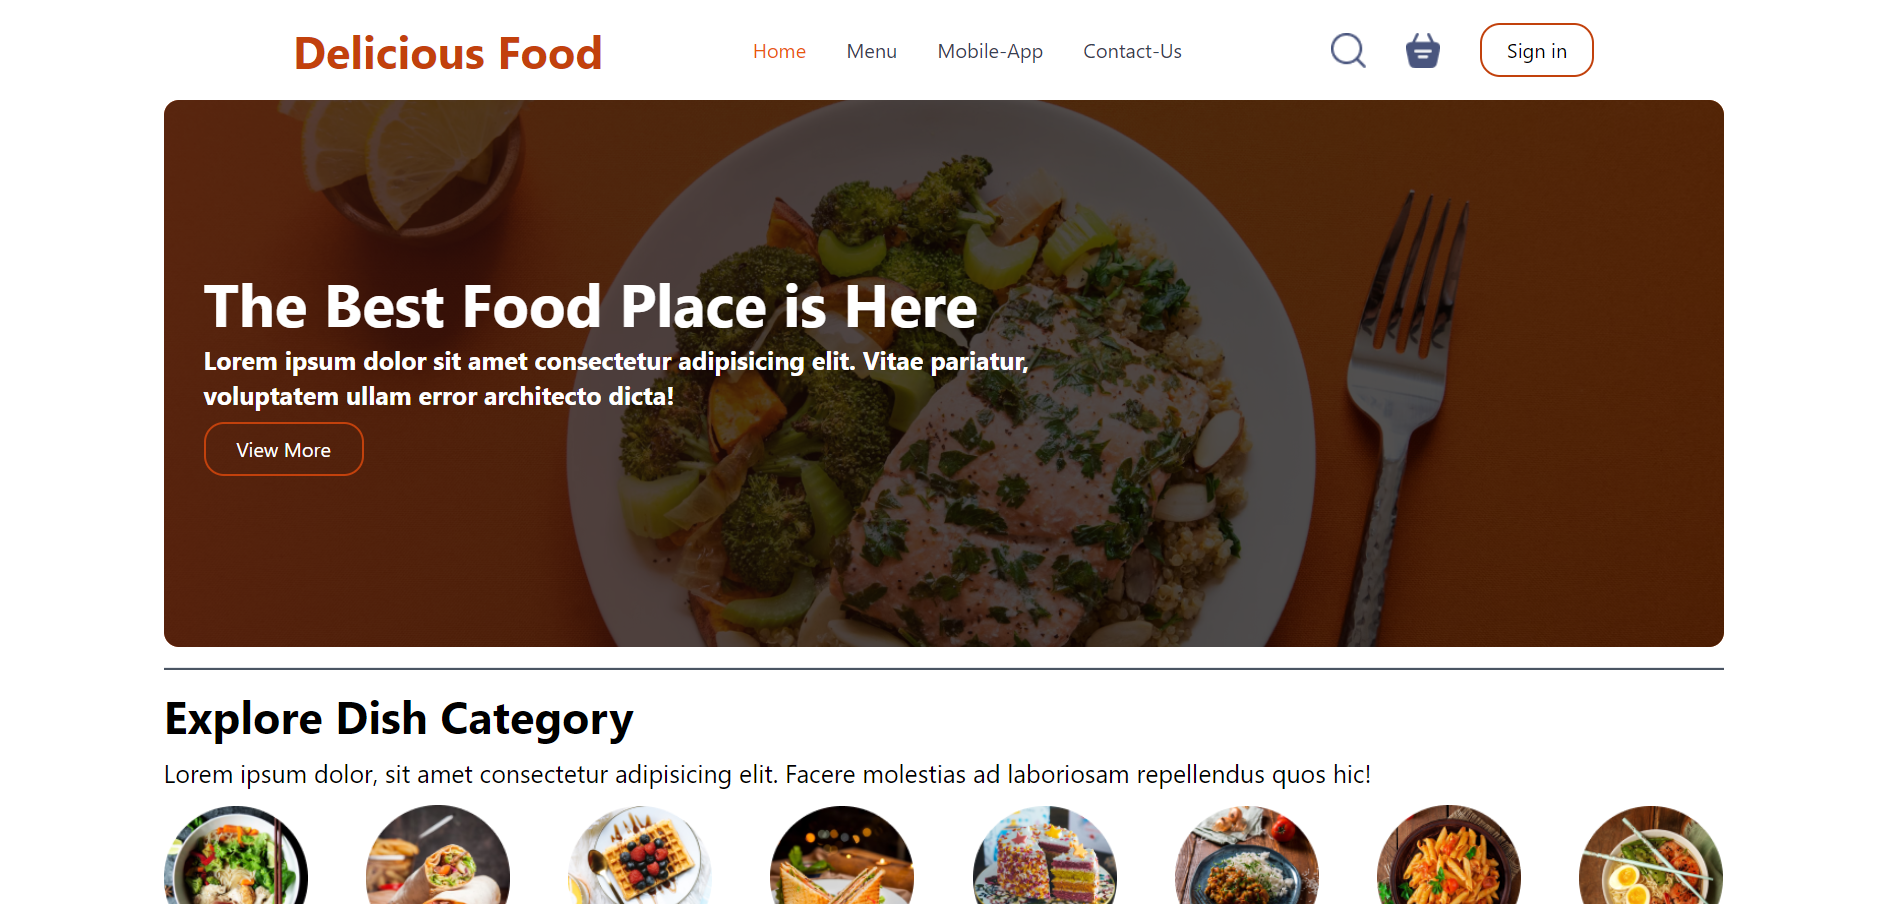 Delicious Food
Home
Menu
Mobile-App
Contact-Us
Sign in
The Best Food Place is Here
Lorem ipsum dolor sit amet consectetur adipisicing elit. Vitae pariatur,
voluptatem ullam error architecto dicta!
View More
Explore Dish Category
Lorem ipsum dolor, sit amet consectetur adipisicing elit. Facere molestias ad laboriosam repellendus quos hic!